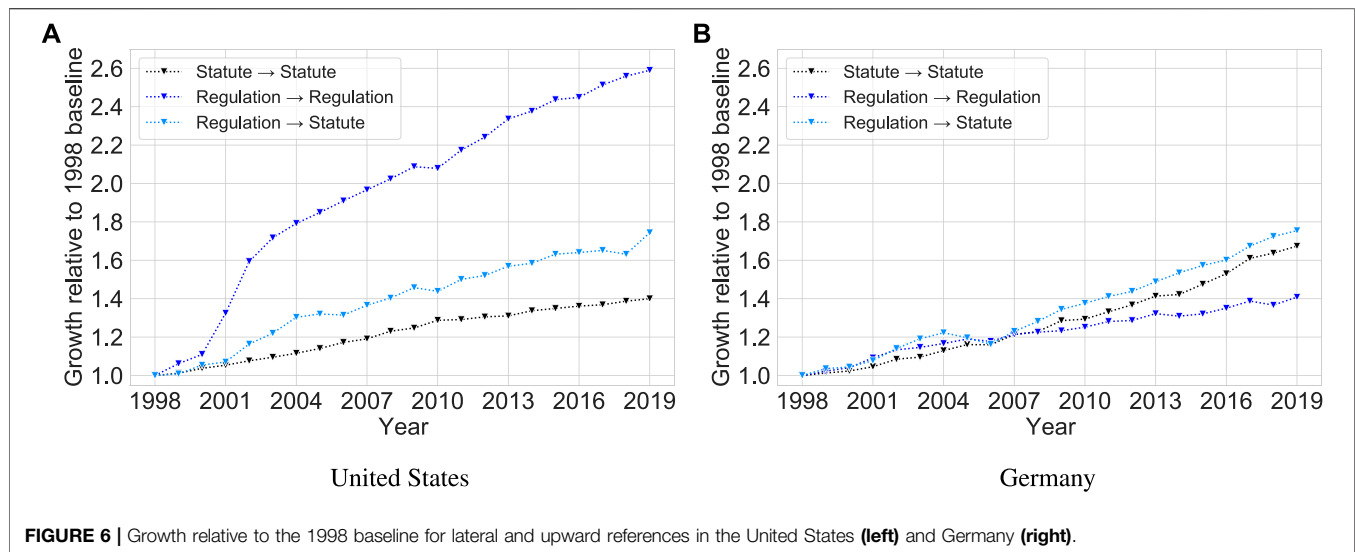 A
Growth relative to 1998 baseline
2.6
2.4
2.2
2.0
1.8
1.6
1.4
1.2
1.0
Statute → Statute
Regulation → Regulation
Regulation → Statute
1998 2001 2004 2007 2010 2013 2016 2019
Year
United States
B
Growth relative to 1998 baseline
2.6
2.4
2.2
2.0
1.8
1.6
1.4
1.2
1.0
Statute → Statute
Regulation → Regulation
Regulation → Statute
1998 2001 2004 2007 2010 2013 2016 2019
Year
Germany
FIGURE 6 | Growth relative to the 1998 baseline for lateral and upward references in the United States (left) and Germany (right).